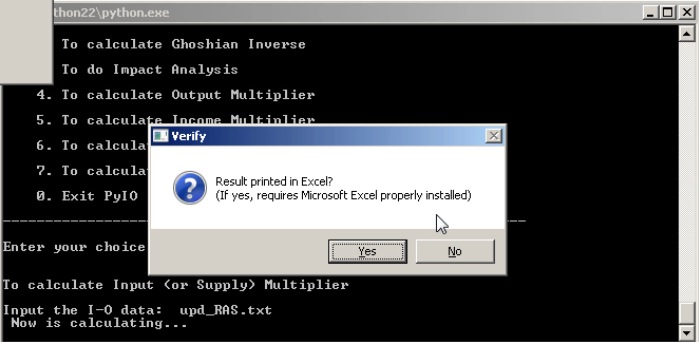 thon22\python.exe
To calculate Ghoshian Inverse
To do Impact Analysis
4. To calculate Output Multiplier
5. To calculate Income Multiplier
6. To calcula
7. To calcula
0. Exit PyIO
Verify
Result printed in Excel?
(If yes, requires Microsoft Excel properly installed)
Yes
No
Enter your choice
To calculate Input (or Supply) Multiplier
Input the I-O data: upd_RAS.txt
Now is calculating...